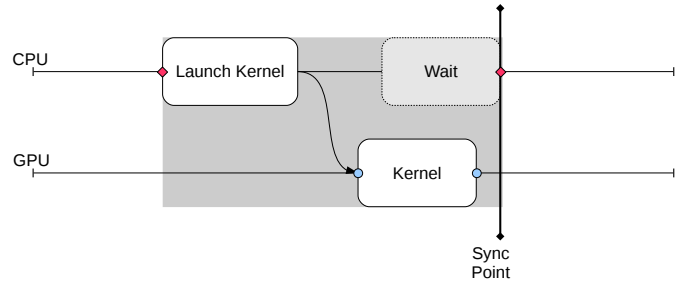 CPU
Launch Kernel
Wait
GPU
Kernel
Sync
Point